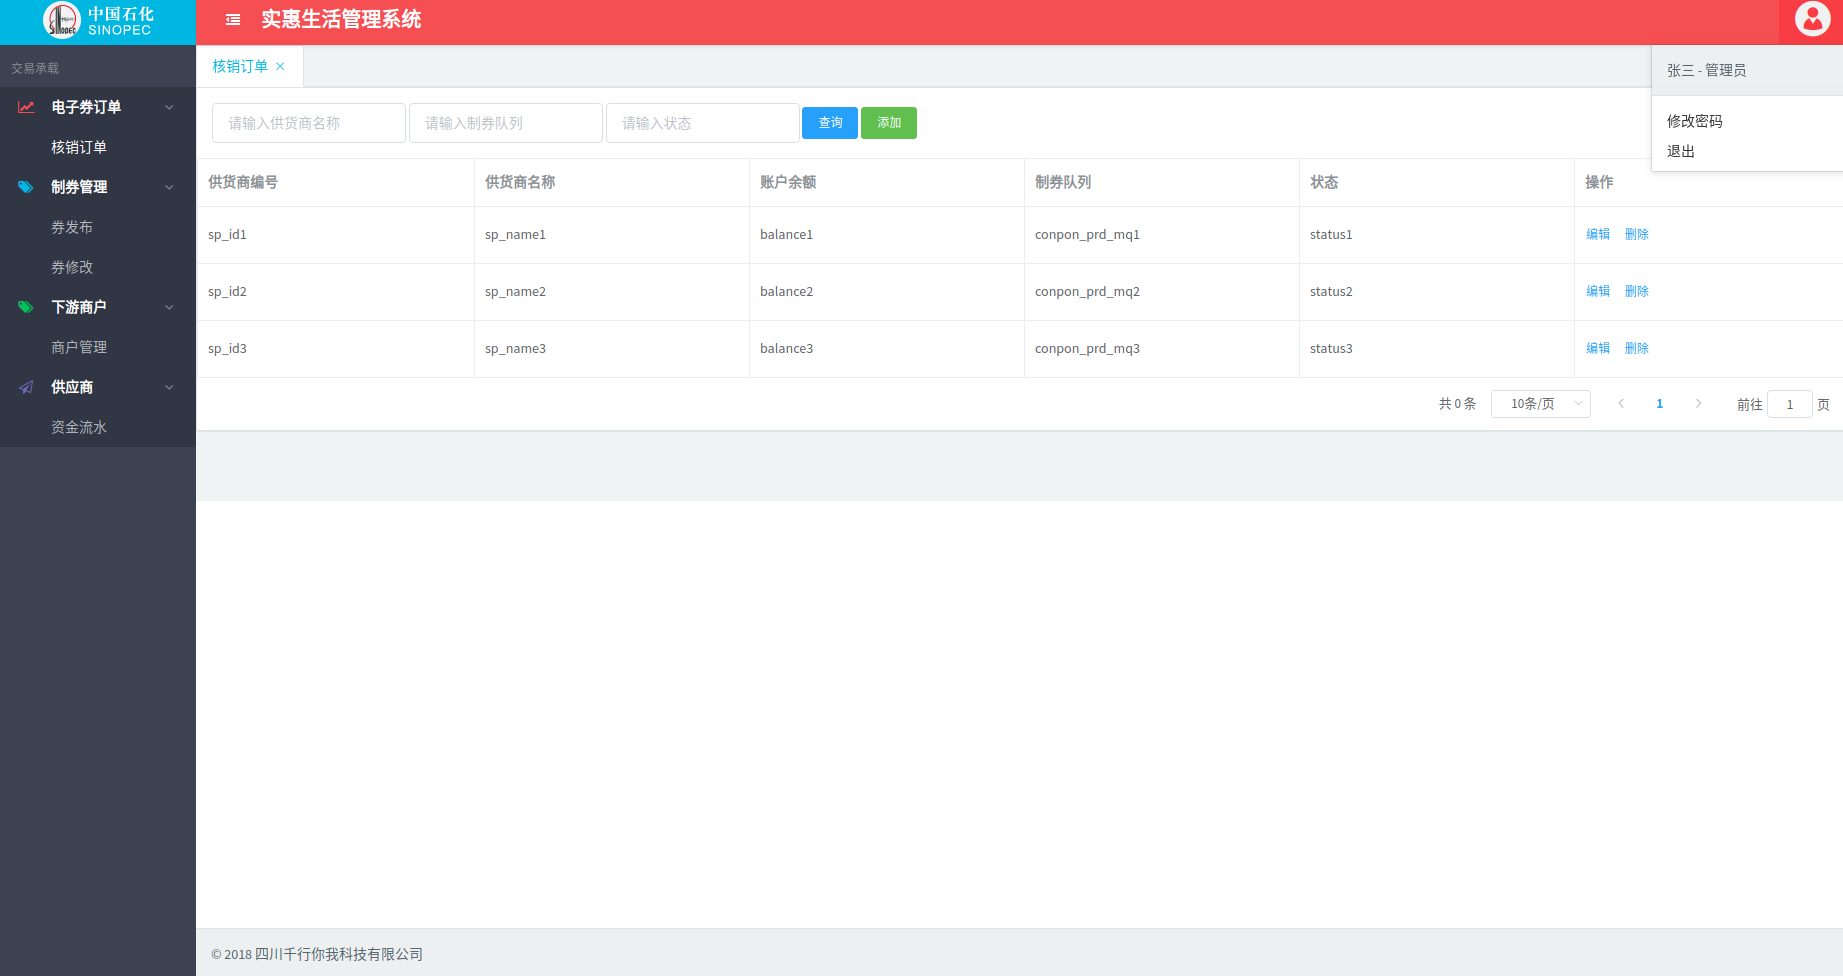 中国石化
SINOPEC
实惠生活管理系统
交易承载
电子券订单
核销订单
制券管理
券发布
券修改
下游商户
商户管理
供应商
资金流水
核销订单 ×
张三 - 管理员
修改密码
退出
请输入供货商名称 请输入制券队列 请输入状态 查询 添加
供货商编号 供货商名称 账户余额 制券队列 状态 操作
sp_id1 sp_name1 balance1 conpon_prd_mq1 status1 编辑 删除
sp_id2 sp_name2 balance2 conpon_prd_mq2 status2 编辑 删除
sp_id3 sp_name3 balance3 conpon_prd_mq3 status3 编辑 删除
共 0 条 10条/页 1 前往 1 页
© 2018 四川千行你我科技有限公司